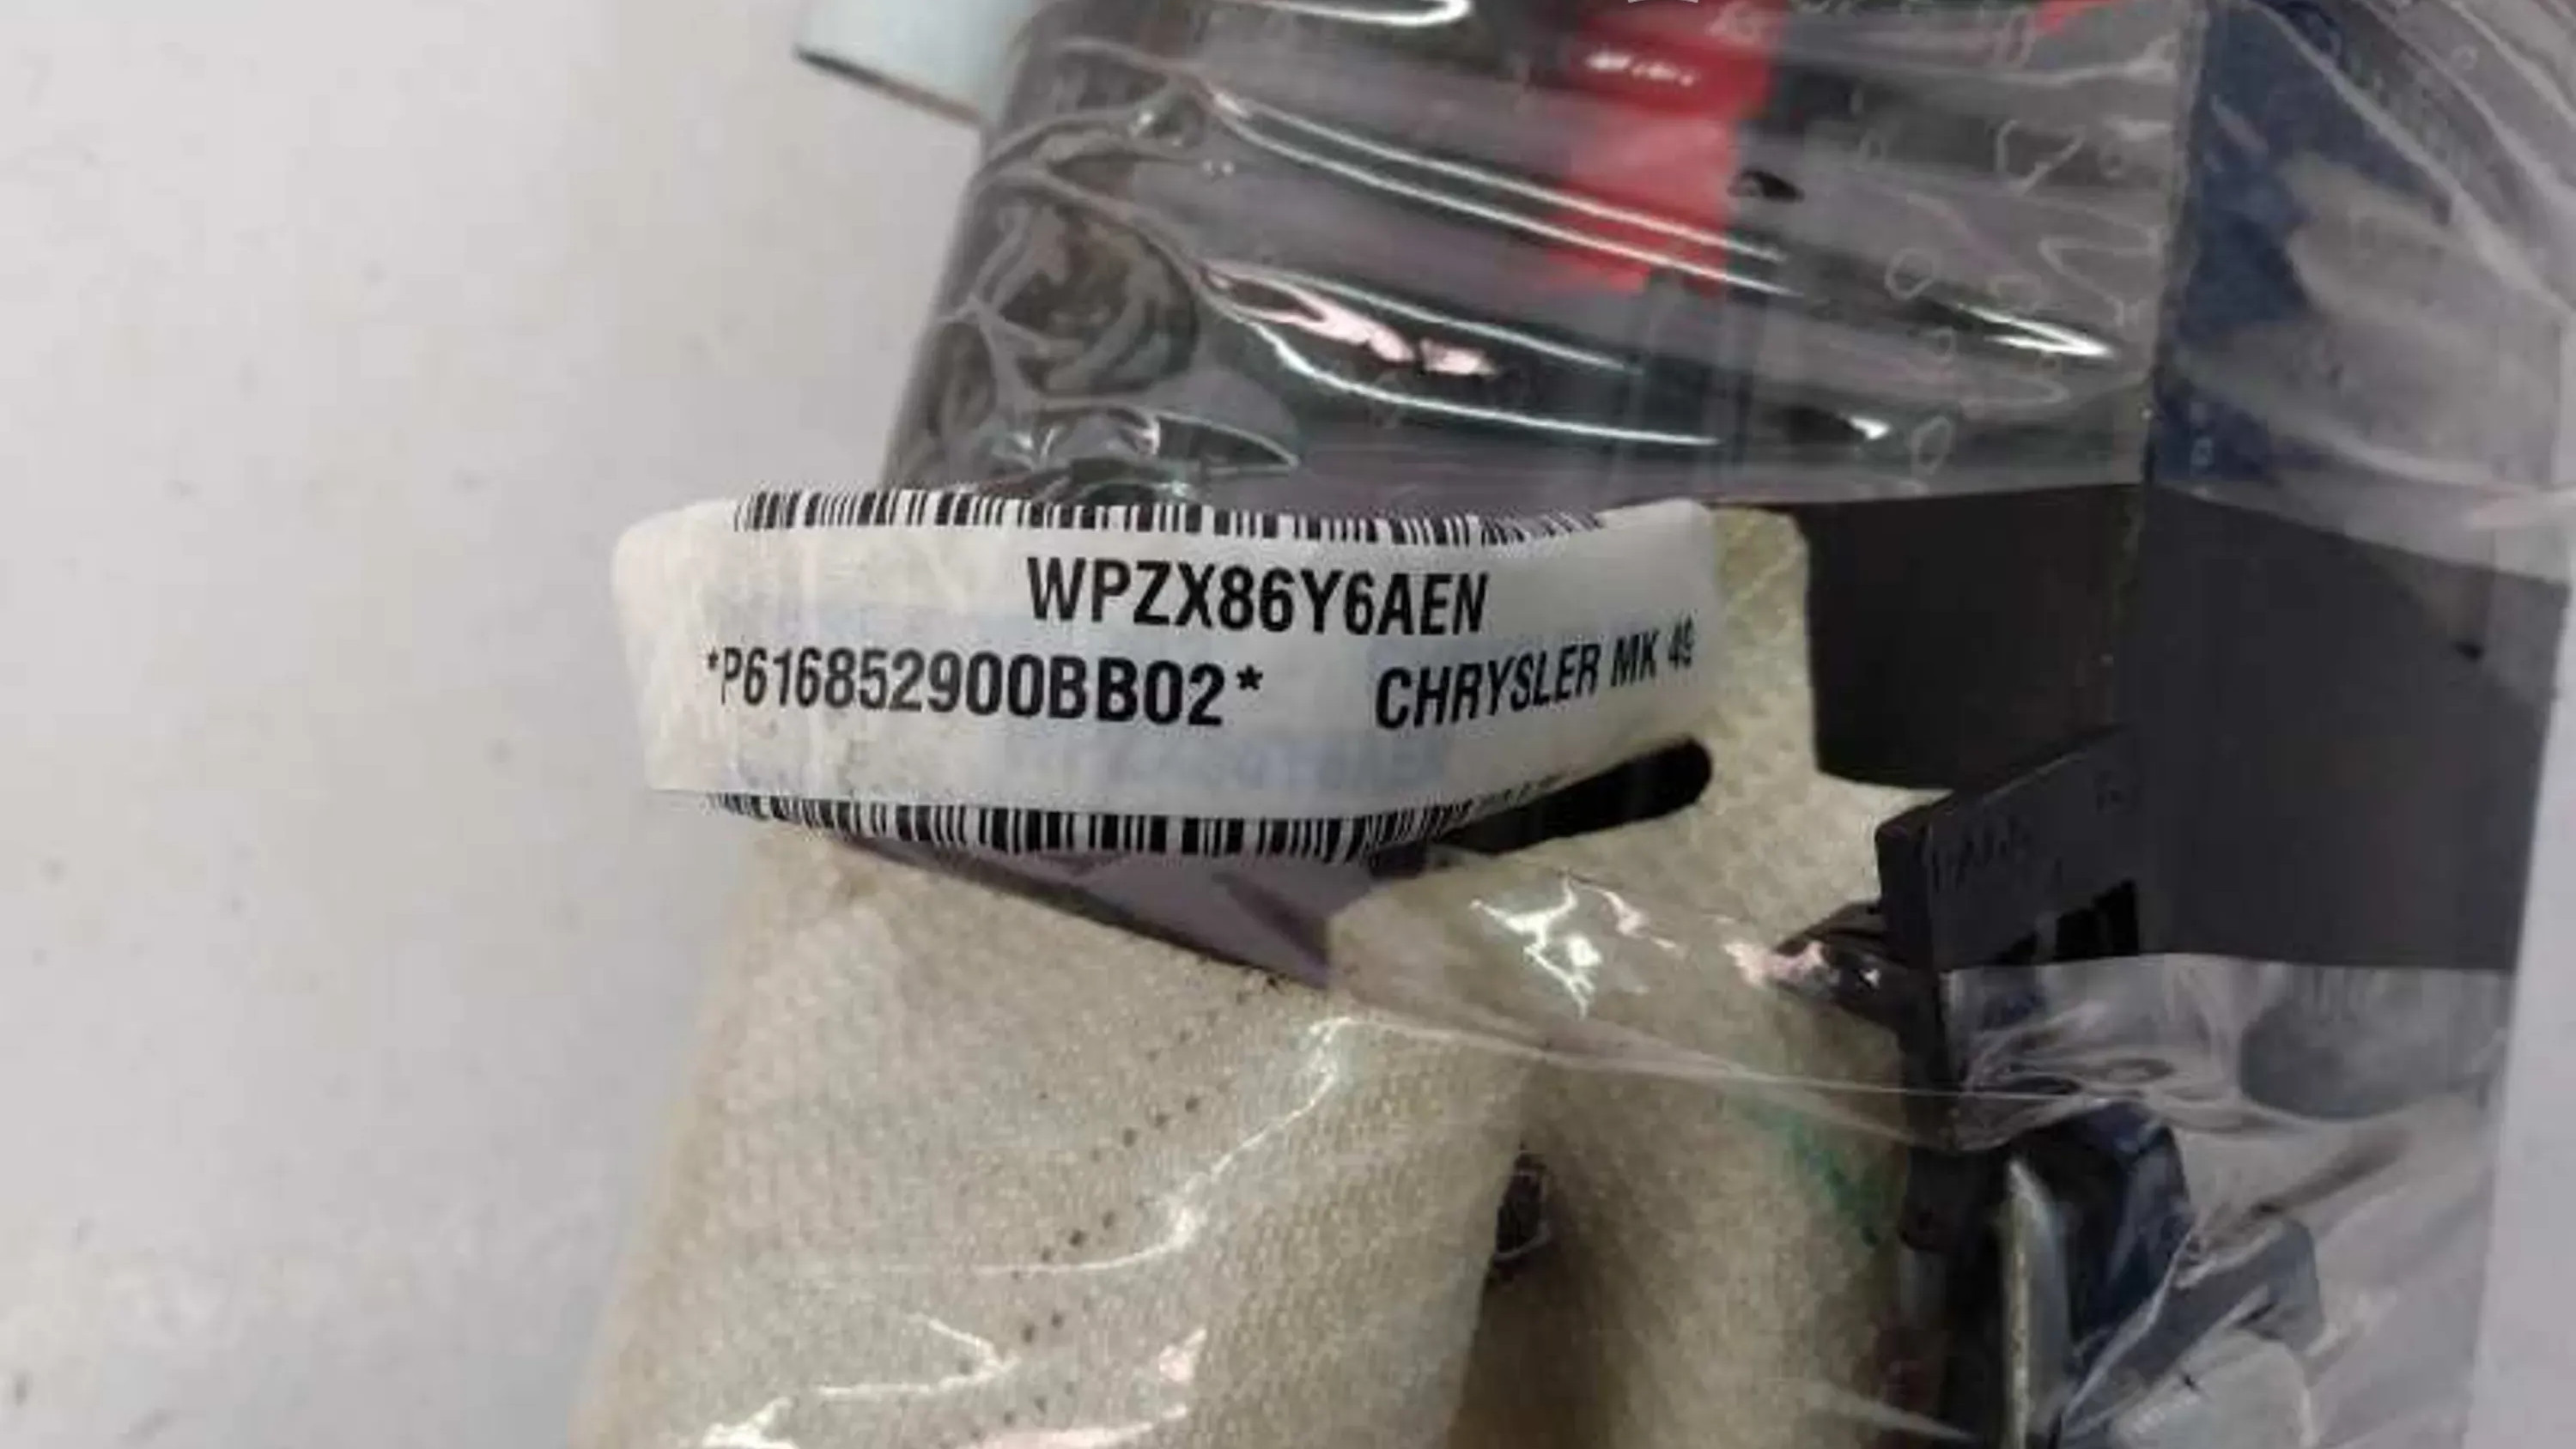 WPZX86Y6AEN
*P616852900BB02* CHRYSLER MK 49